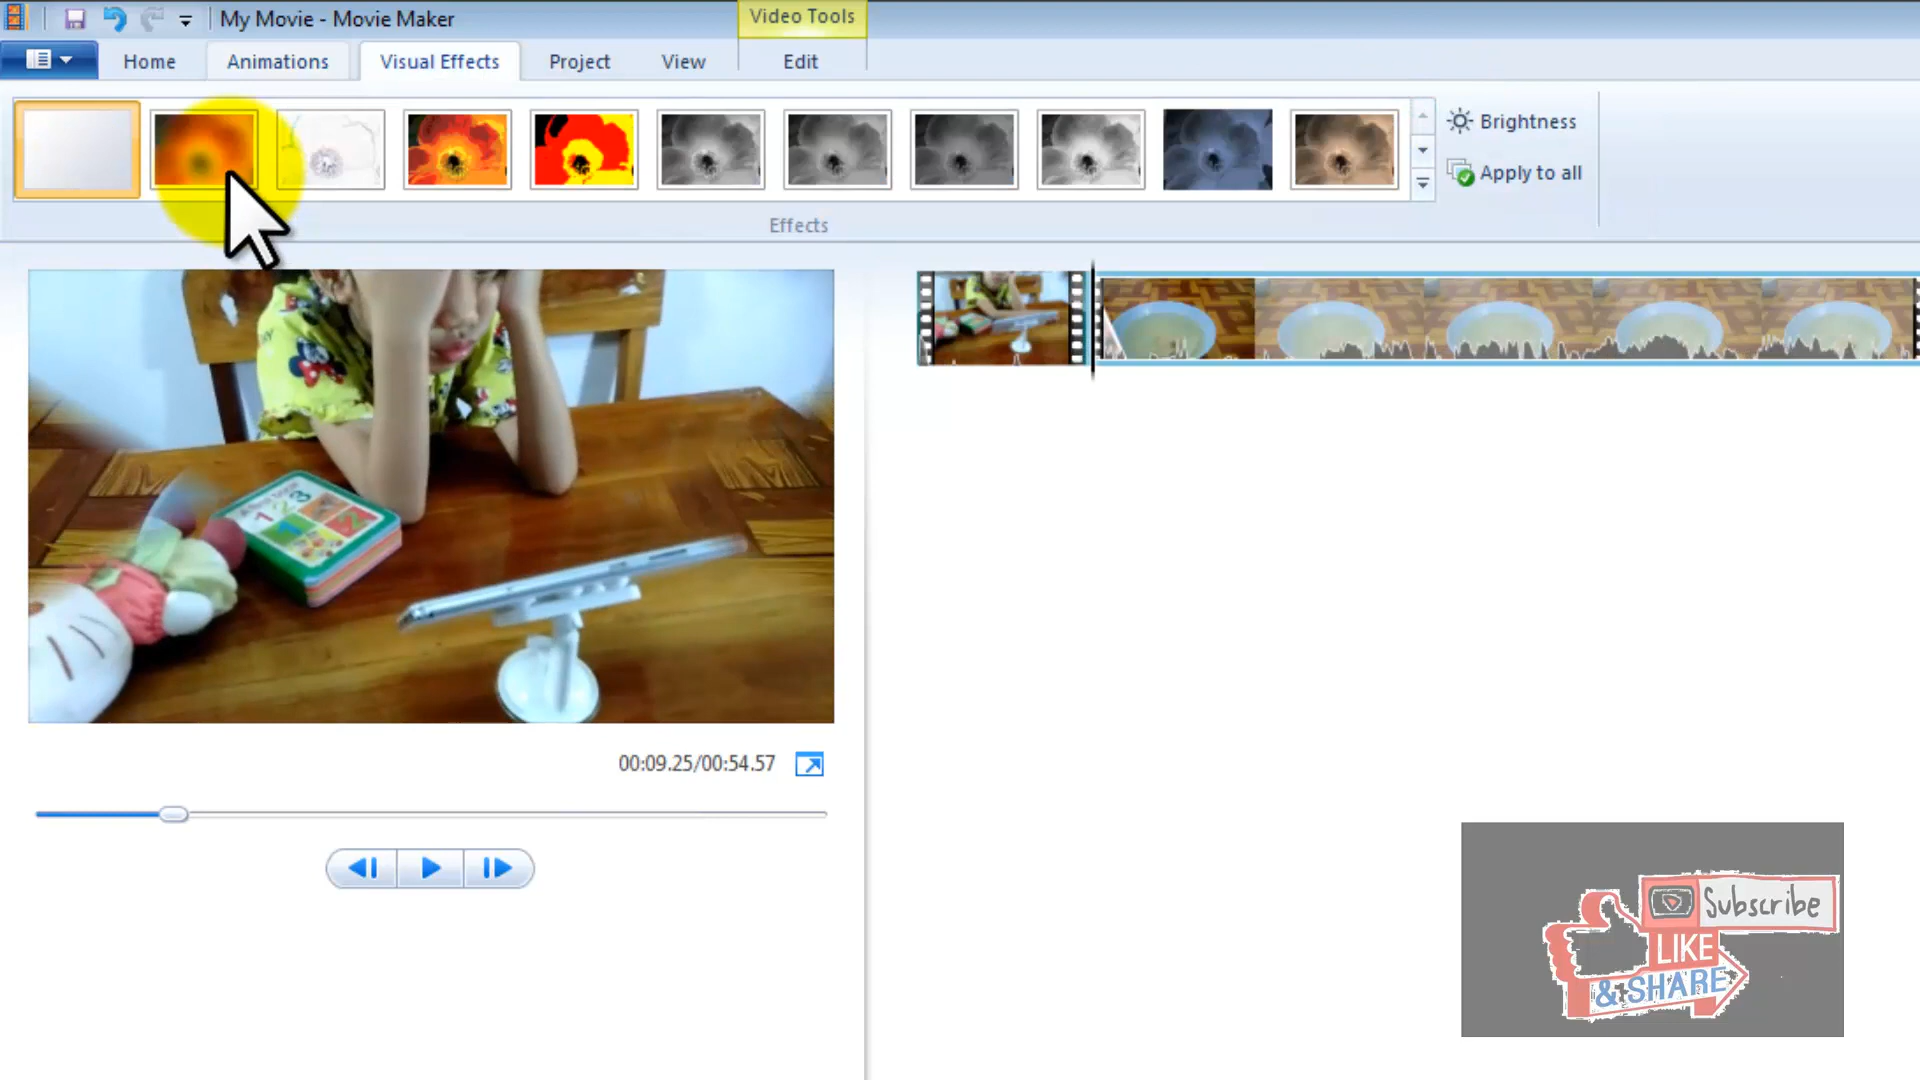 My Movie - Movie Maker
Video Tools
Home
Animations
Visual Effects
Project
View
Edit
Brightness
Apply to all
Effects
00:09.25/00:54.57
Subscribe
LIKE
& SHARE